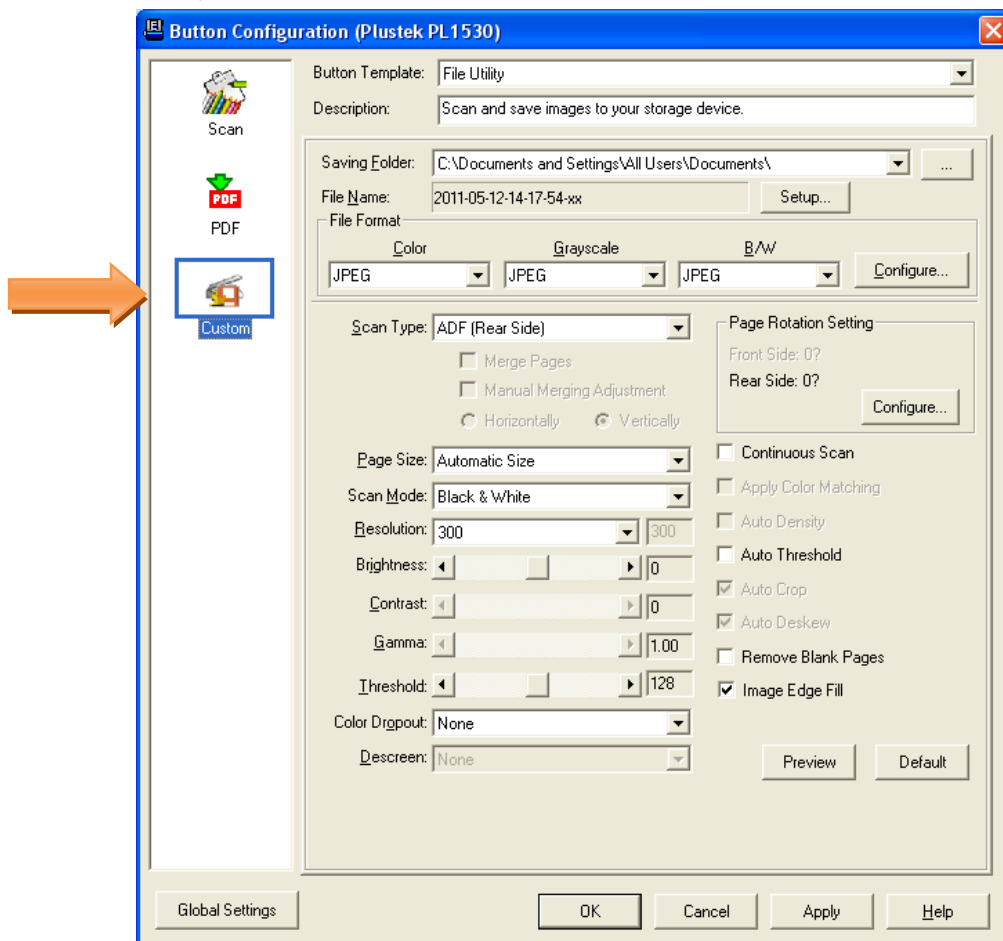 Button Configuration (Plustek PL1530)
Scan
PDF
PDF
Custom
Button Template: File Utility
Description: Scan and save images to your storage device.
Saving Folder: C:\Documents and Settings\All Users\Documents\ ...
File Name: 2011-05-12-14-17-54-xx Setup...
File Format
Color Grayscale B/W
JPEG JPEG JPEG Configure...
Scan Type: ADF (Rear Side)
Merge Pages
Manual Merging Adjustment
Horizontally Vertically
Page Rotation Setting
Front Side: 0?
Rear Side: 0?
Configure...
Page Size: Automatic Size
Scan Mode: Black & White
Resolution: 300 300
Brightness: 0
Contrast: 0
Gamma: 1.00
Threshold: 128
Color Dropout: None
Descreen: None
Continuous Scan
Apply Color Matching
Auto Density
Auto Threshold
Auto Crop
Auto Deskew
Remove Blank Pages
Image Edge Fill
Preview Default
Global Settings OK Cancel Apply Help